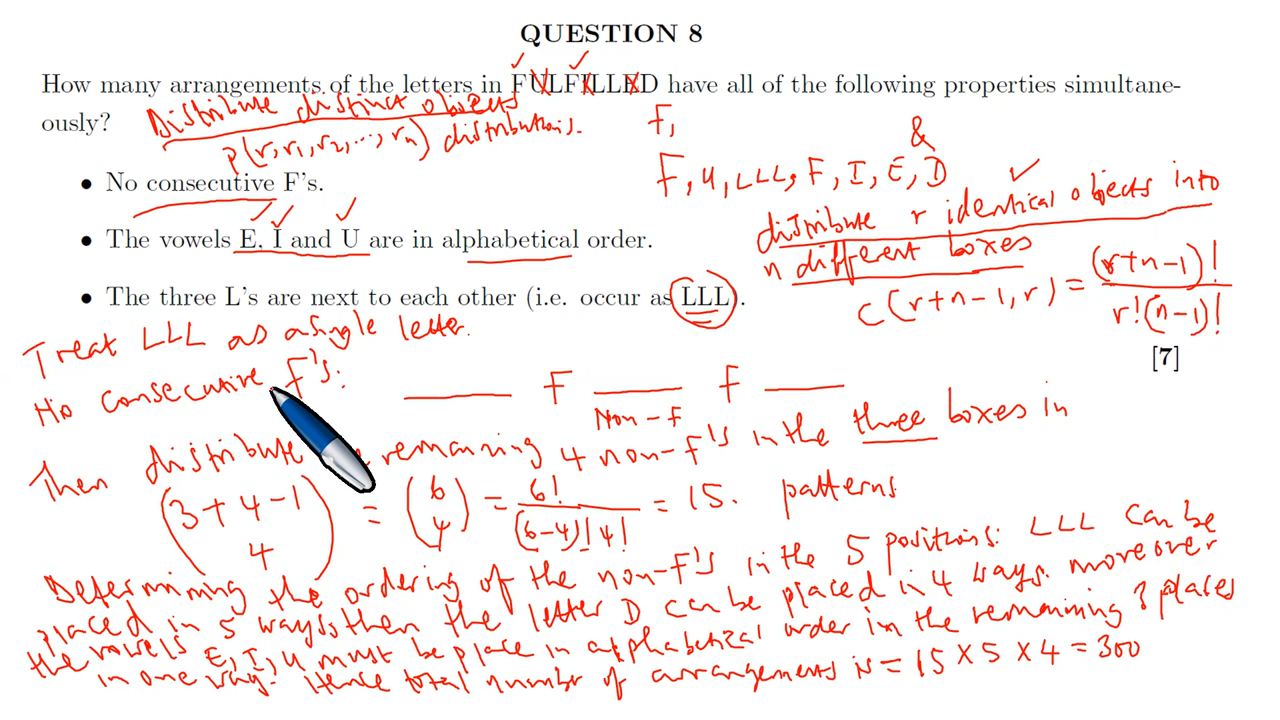 QUESTION 8
How many arrangements of the letters in FULFILLED have all of the following properties simultane-
ously?
Distribute distinct objects
P(r, r1, r2, ..., rn) distributions.
F, &
F, U, LLL, F, I, E, D
• No consecutive F's.
distribute r identical objects into
n different boxes
• The vowels E, I and U are in alphabetical order.
C(r+n-1, r) = (r+n-1)! / r!(n-1)!
• The three L's are next to each other (i.e. occur as LLL).
[7]
Treat LLL as a single letter.
No consecutive F's: ____ F ____ F ____
Non-F
Then distribute remaining 4 non-F's in the three boxes in
(3+4-1 4) = (6 4) = 6! / (6-4)! 4! = 15. patterns
Determining the ordering of the non-F's in the 5 positions: LLL can be
placed in 5 ways; then the letter D can be placed in 4 ways. moreover
the vowels E, I, U must be place in alphabetical order in the remaining 3 places
in one way. Hence total number of arrangements N = 15 X 5 X 4 = 300